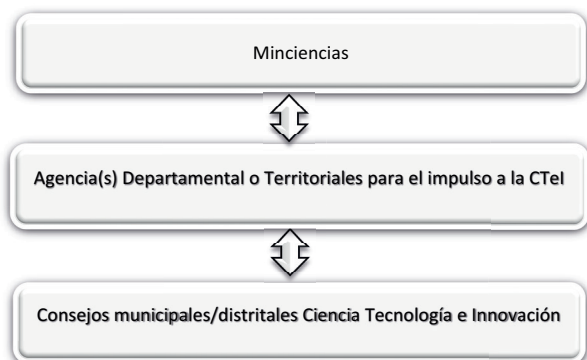 Minciencias
Agencia(s) Departamental o Territoriales para el impulso a la CTeI
Consejos municipales/distritales Ciencia Tecnología e Innovación